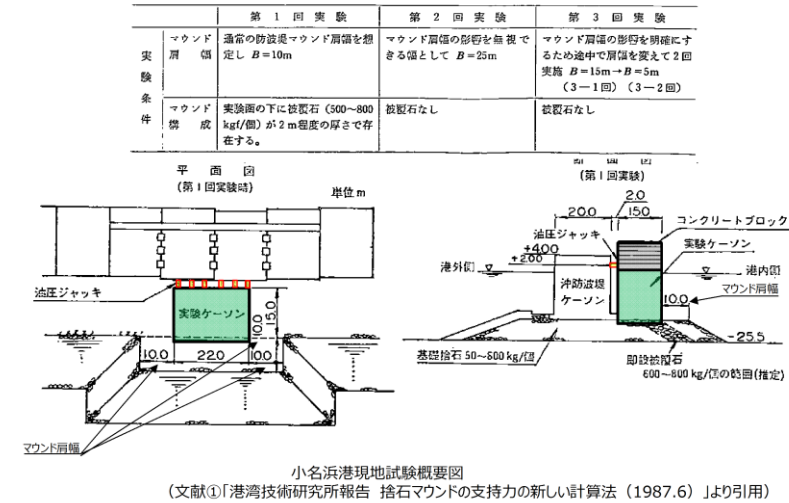 第1回実験 第2回実験 第3回実験
実験条件
マウンド肩幅
通常の防波堤マウンド肩幅を想
定し B=10m
マウンド肩幅の影響を無視で
きる幅として B=25m
マウンド肩幅の影響を明確にす
るため途中で肩幅を変えて2回
実施 B=15m→B=5m
(3―1回) (3―2回)
マウンド構成
実験函の下に被覆石(500~800
kgf/個)が2m程度の厚さで存
在する。
被覆石なし
被覆石なし
平面図
(第1回実験時)
単位m
油圧ジャッキ
実験ケーソン
15.0
10.0
10.0 22.0 10.0
マウンド肩幅
(第1回実験)
2.0
20.0 15.0
コンクリートブロック
油圧ジャッキ
実験ケーソン
+4.00
+2.00
港外側
港内側
沖防波堤
ケーソン
10.0
マウンド肩幅
-25.5
基礎捨石 50~600kg/個
即設被覆石
600~800kg/個の範囲(推定)
小名浜港現地試験概要図
(文献①「港湾技術研究所報告 捨石マウンドの支持力の新しい計算法(1987.6)」より引用)